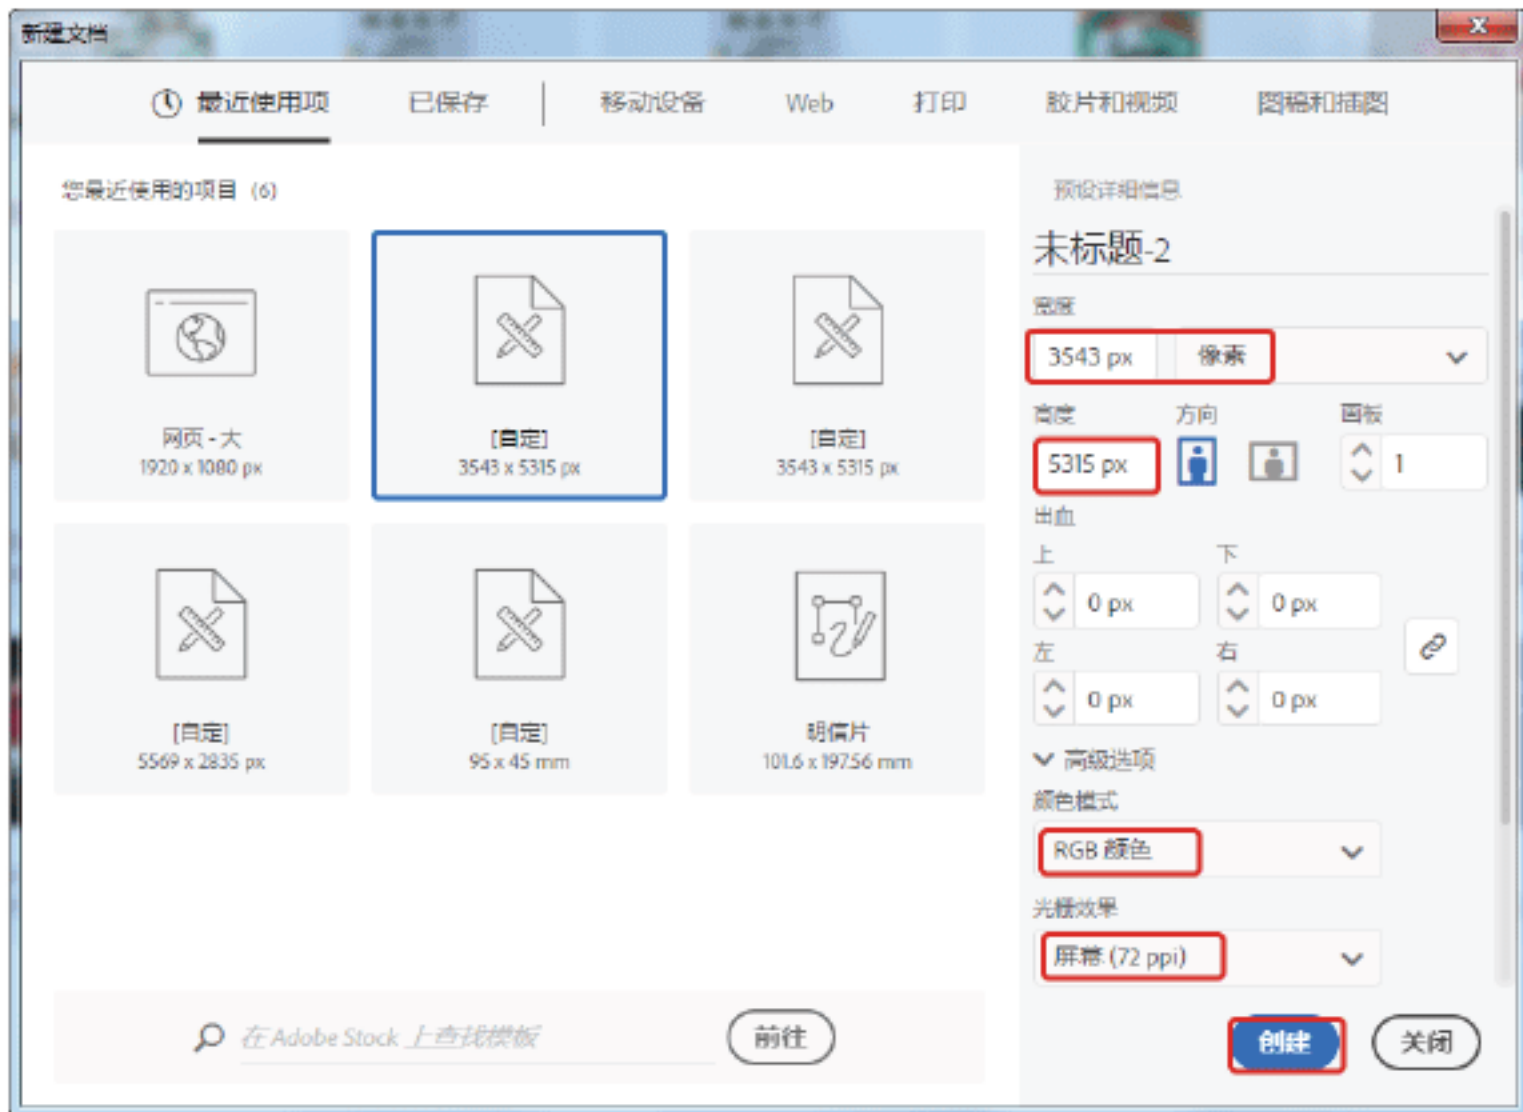 新建文档
最近使用项 已保存 移动设备 Web 打印 胶片和视频 图稿和插图
您最近使用的项目 (6)
网页 - 大
1920 x 1080 px
[自定]
3543 x 5315 px
[自定]
3543 x 5315 px
[自定]
5569 x 2835 px
[自定]
95 x 45 mm
明信片
101.6 x 197.56 mm
在 Adobe Stock 上查找模板
前往
预设详细信息
未标题-2
宽度
3543 px 像素
高度 方向 画板
5315 px 1
出血
上 下
0 px 0 px
左 右
0 px 0 px
高级选项
颜色模式
RGB 颜色
光栅效果
屏幕 (72 ppi)
创建 关闭